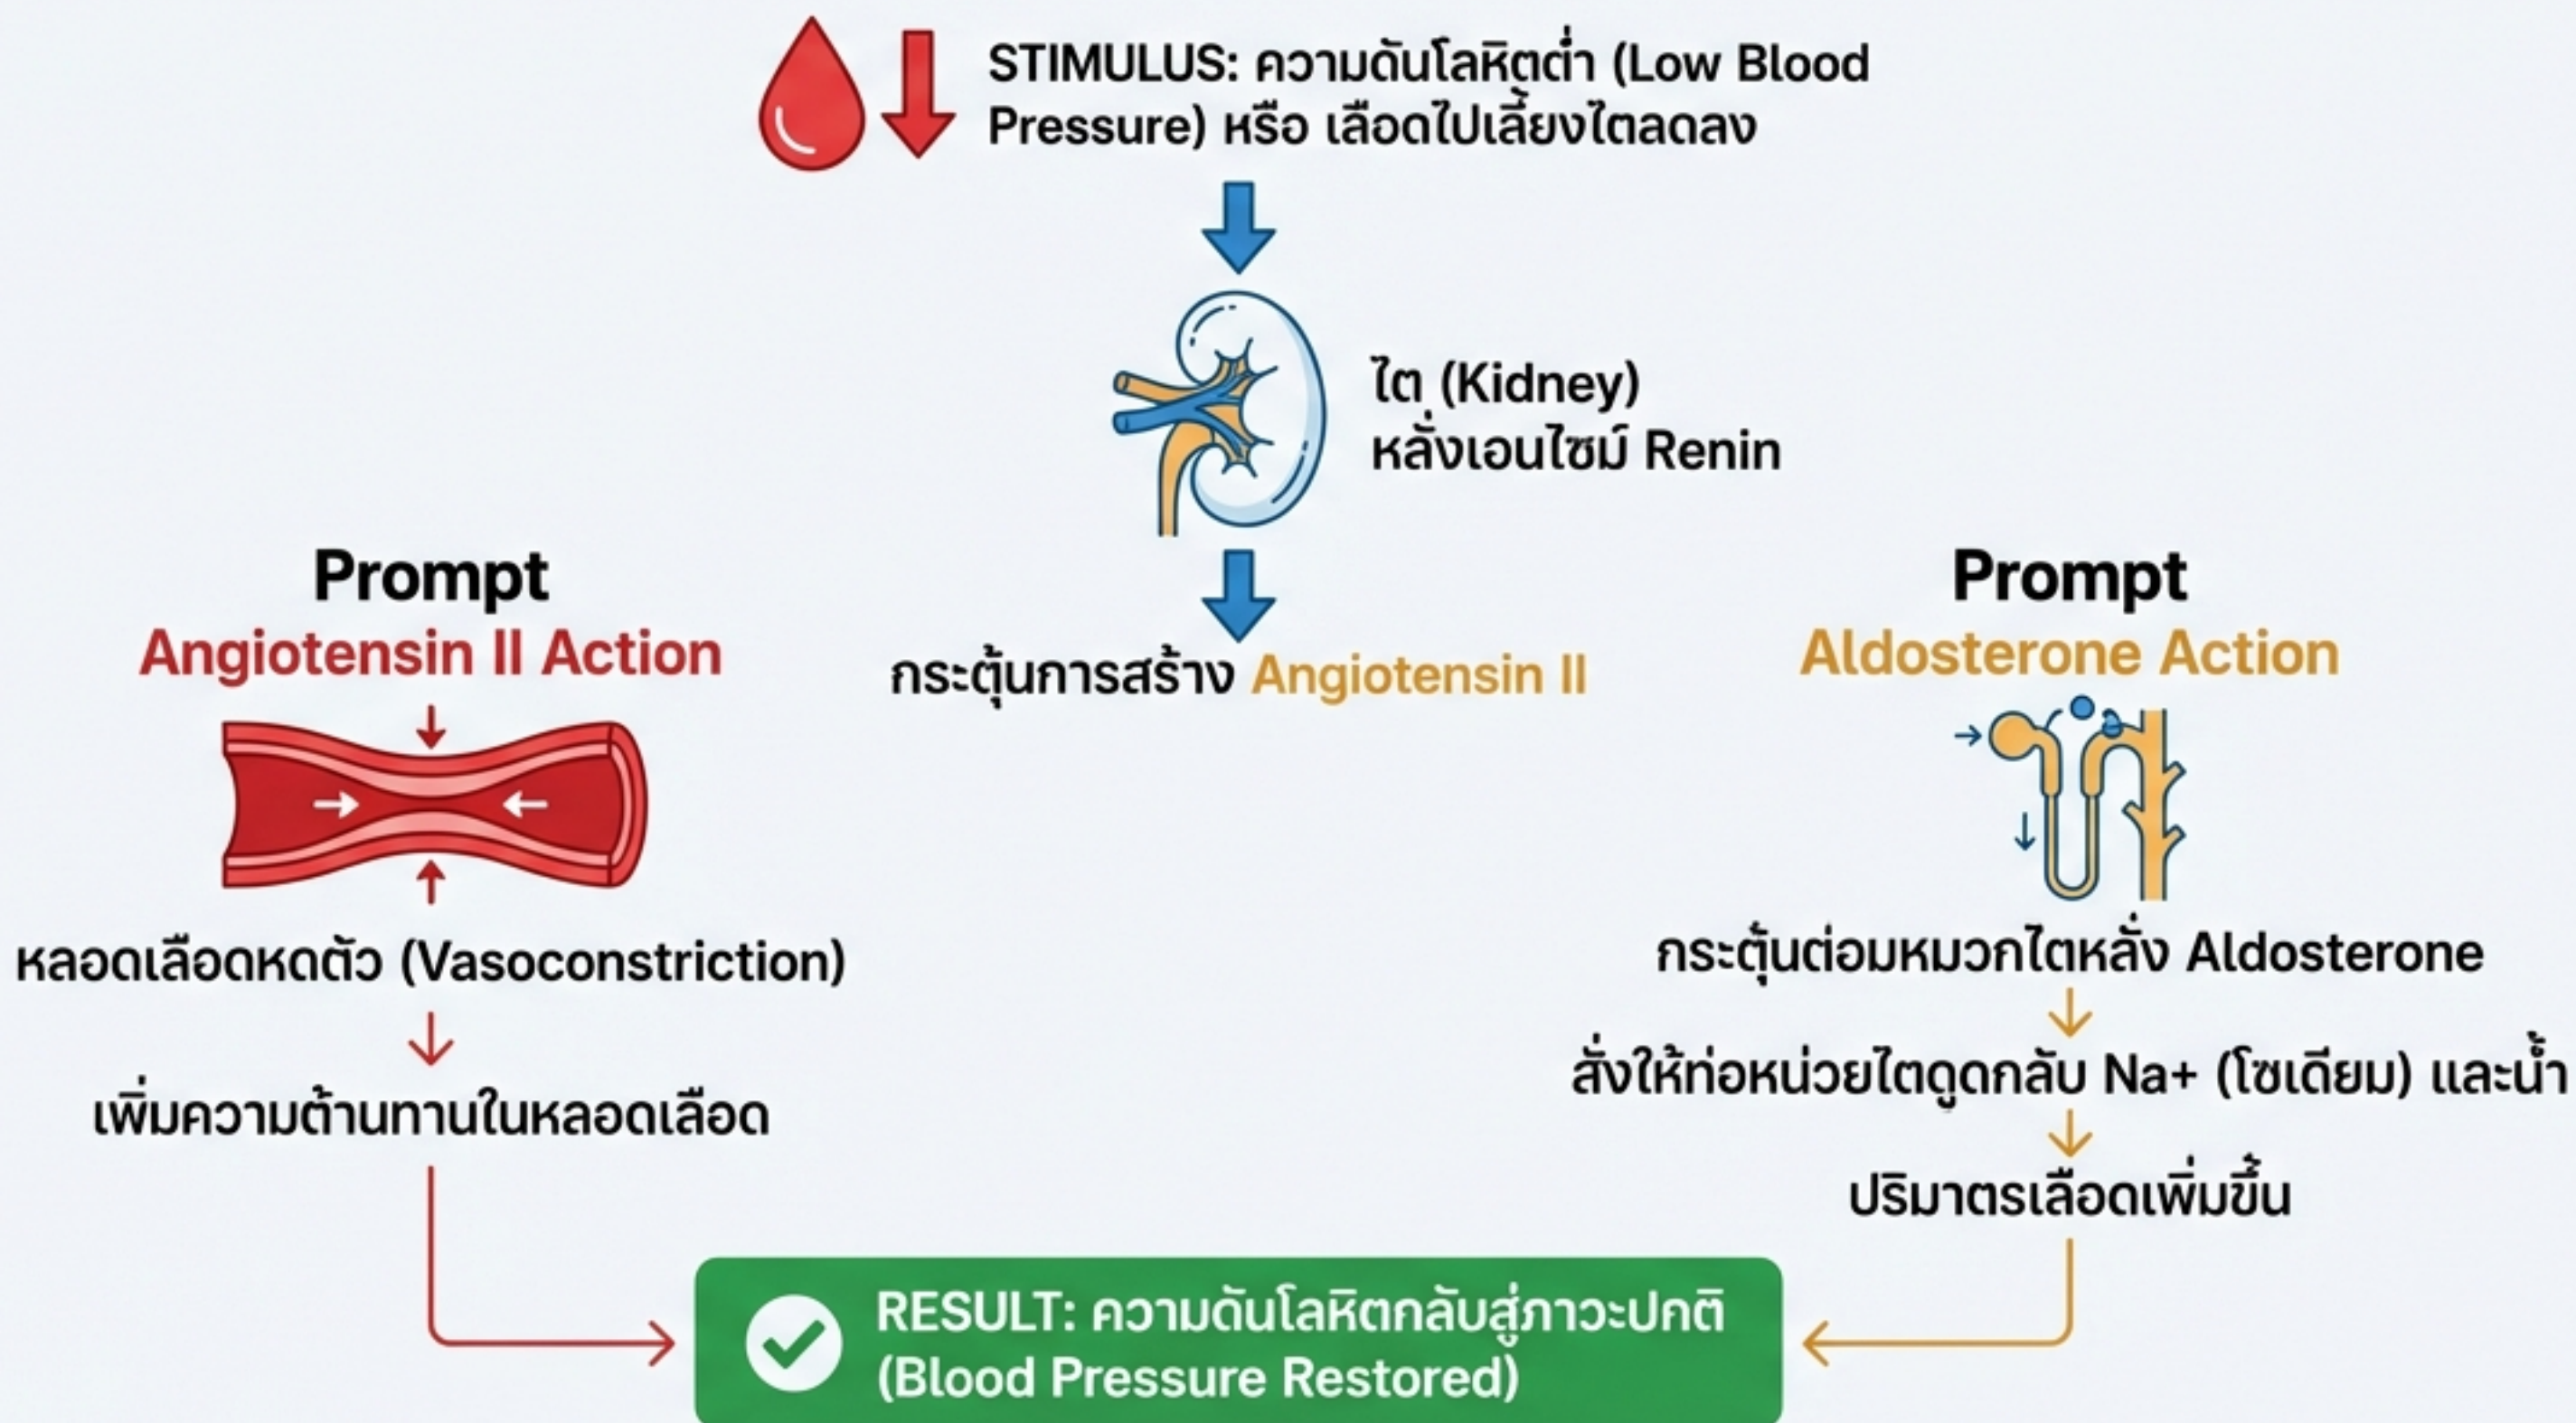 STIMULUS: ความดันโลหิตต่ำ (Low Blood
Pressure) หรือ เลือดไปเลี้ยงไตลดลง
ไต (Kidney)
หลั่งเอนไซม์ Renin
กระตุ้นการสร้าง Angiotensin II
Prompt
Angiotensin II Action
หลอดเลือดหดตัว (Vasoconstriction)
เพิ่มความต้านทานในหลอดเลือด
Prompt
Aldosterone Action
กระตุ้นต่อมหมวกไตหลั่ง Aldosterone
สั่งให้ท่อหน่วยไตดูดกลับ Na+ (โซเดียม) และน้ำ
ปริมาตรเลือดเพิ่มขึ้น
RESULT: ความดันโลหิตกลับสู่ภาวะปกติ
(Blood Pressure Restored)